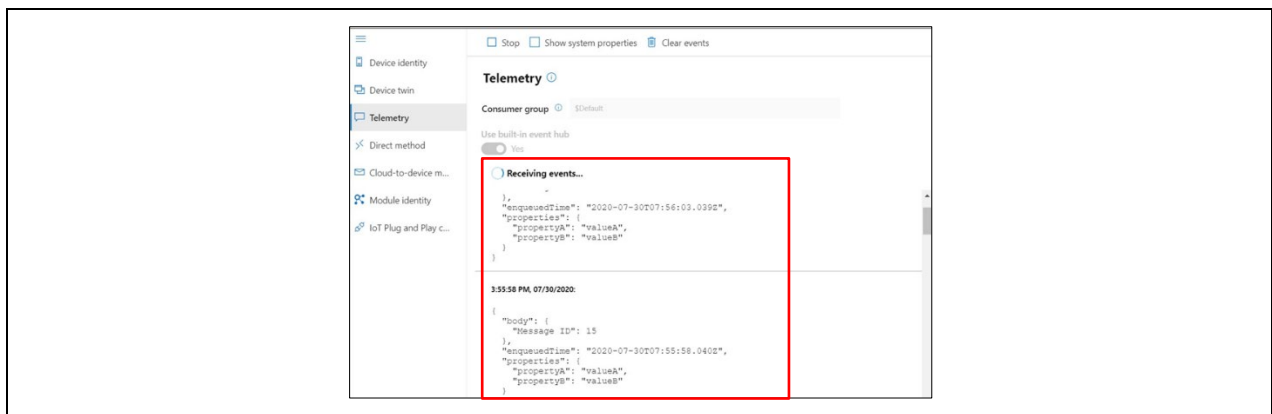 Stop Show system properties Clear events
Device identity
Device twin
Telemetry
Direct method
Cloud-to-device m...
Module identity
IoT Plug and Play c...
Telemetry
Consumer group $Default
Use built-in event hub
Yes
Receiving events...
},
"enqueuedTime": "2020-07-30T07:56:03.039Z",
"properties": {
"propertyA": "valueA",
"propertyB": "valueB"
}
}
3:55:58 PM, 07/30/2020:
{
"body": {
"Message ID": 15
},
"enqueuedTime": "2020-07-30T07:55:58.040Z",
"properties": {
"propertyA": "valueA",
"propertyB": "valueB"
}